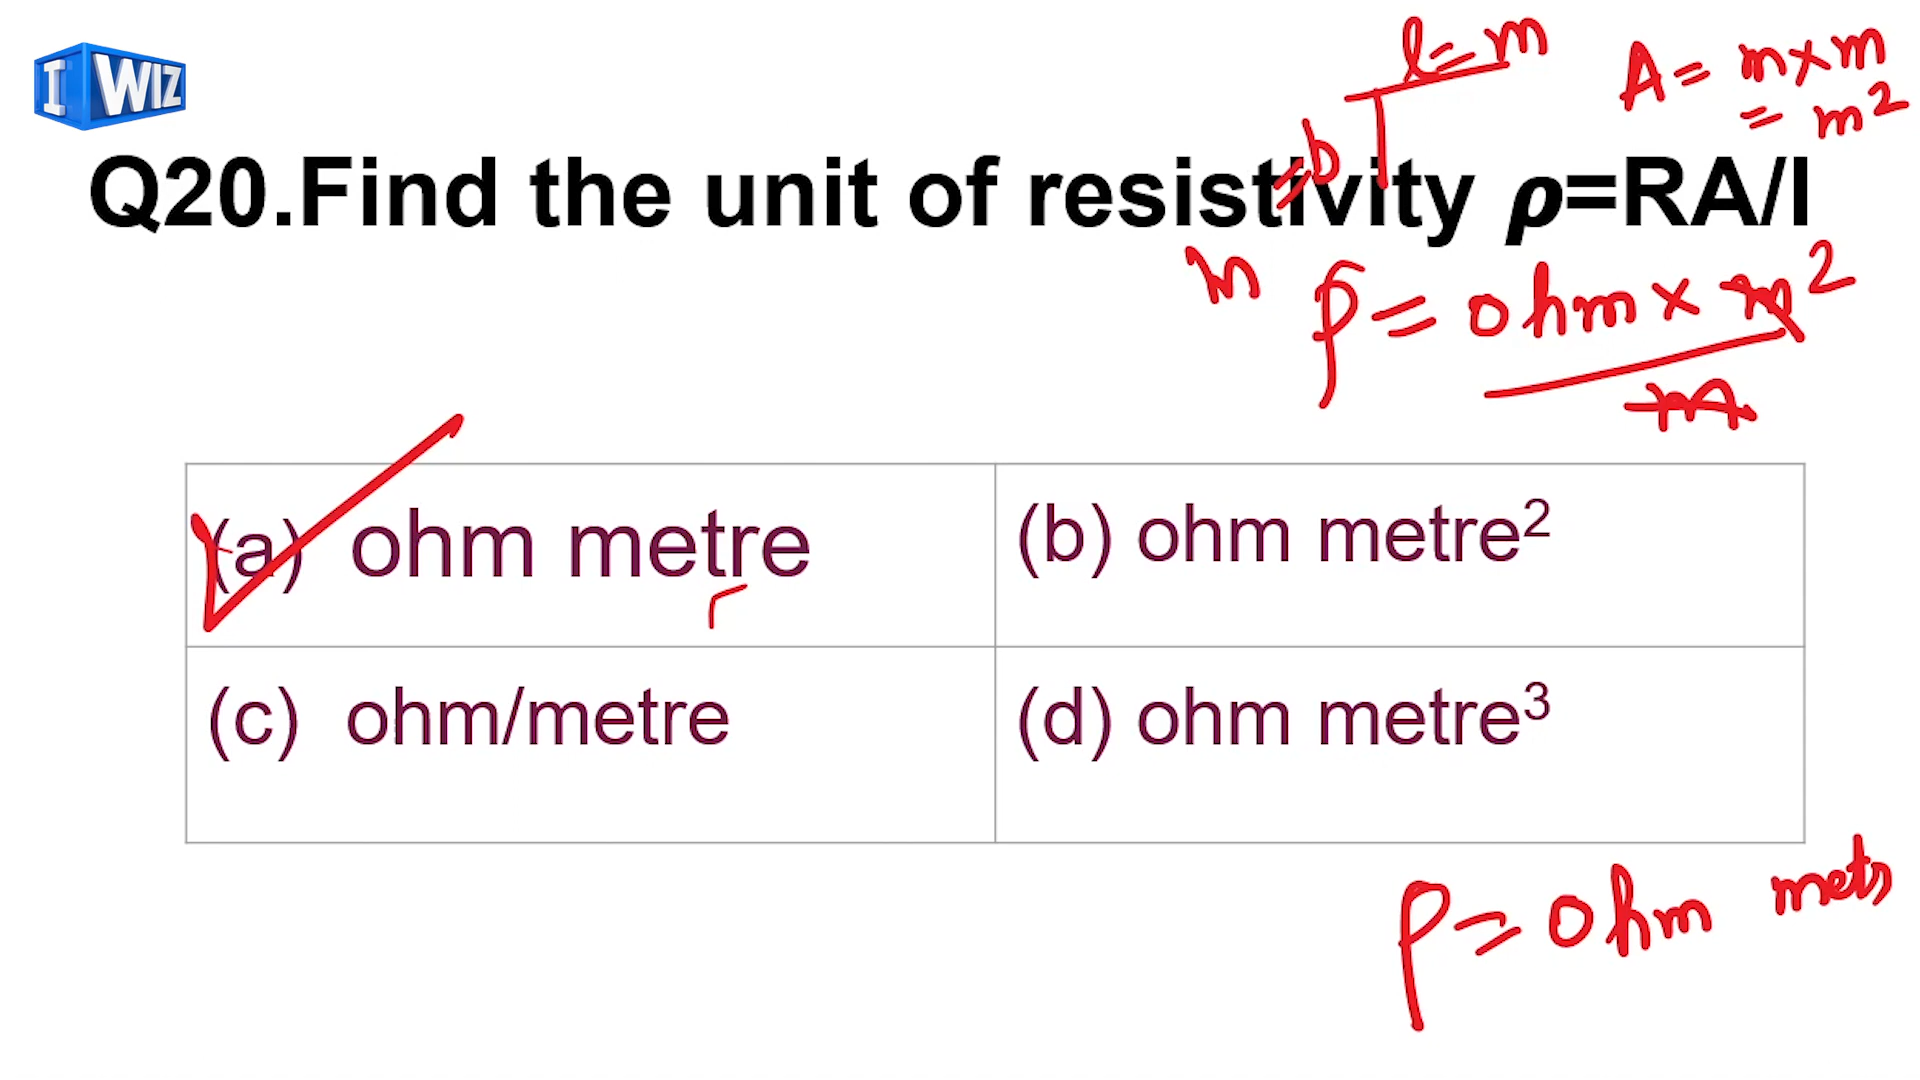 I WIZ
l= m
A= m×m
= m²
=b
Q20.Find the unit of resistivity ρ=RA/l
m
ρ= ohm × m²
m
(a) ohm metre
(b) ohm metre²
(c) ohm/metre
(d) ohm metre³
ρ= ohm